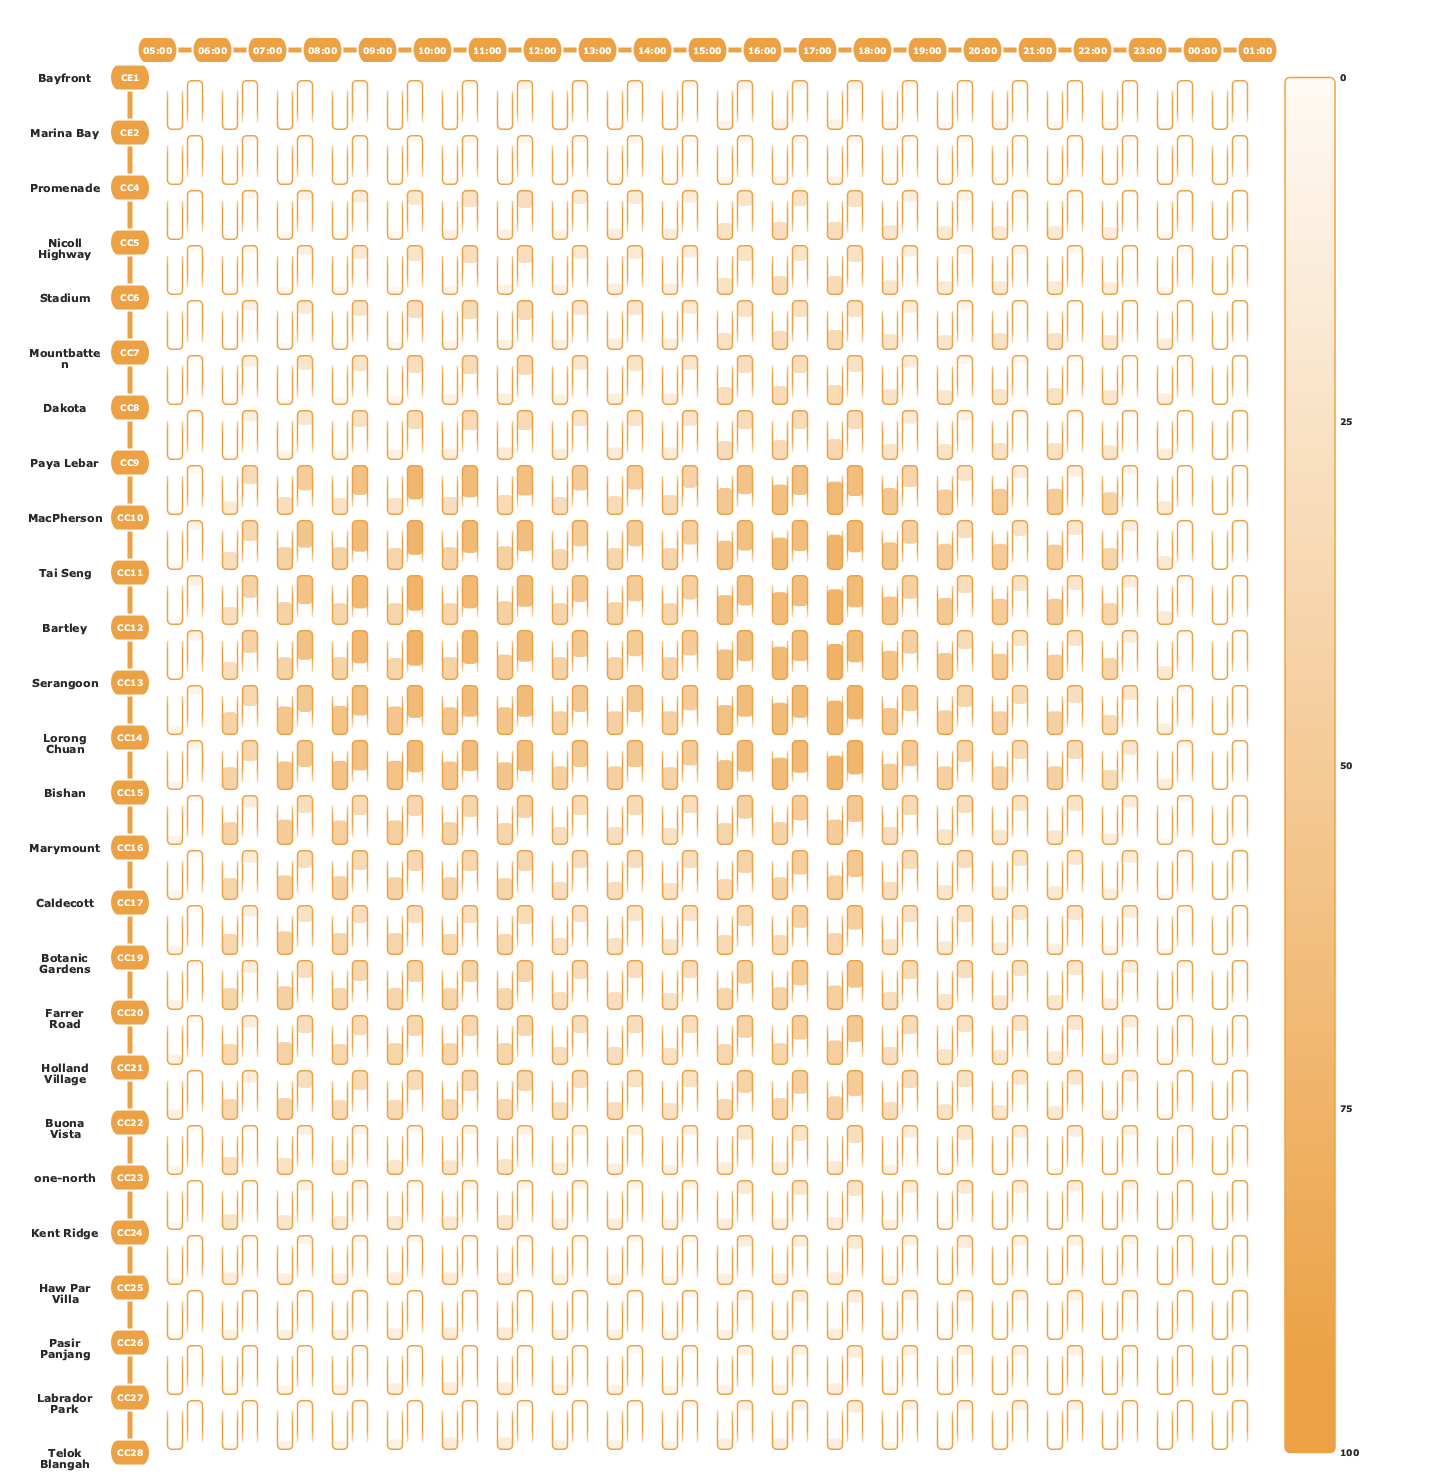 05:00 06:00 07:00 08:00 09:00 10:00 11:00 12:00 13:00 14:00 15:00 16:00 17:00 18:00 19:00 20:00 21:00 22:00 23:00 00:00 01:00
Bayfront CE1 0
Marina Bay CE2
Promenade CC4
Nicoll
Highway
CC5
Stadium CC6
Mountbatte
n
CC7
Dakota CC8
25
Paya Lebar CC9
MacPherson CC10
Tai Seng CC11
Bartley CC12
Serangoon CC13
Lorong
Chuan
CC14
50
Bishan CC15
Marymount CC16
Caldecott CC17
Botanic
Gardens
CC19
Farrer
Road
CC20
Holland
Village
CC21
75
Buona
Vista
CC22
one-north CC23
Kent Ridge CC24
Haw Par
Villa
CC25
Pasir
Panjang
CC26
Labrador
Park
CC27
Telok
Blangah
CC28
100